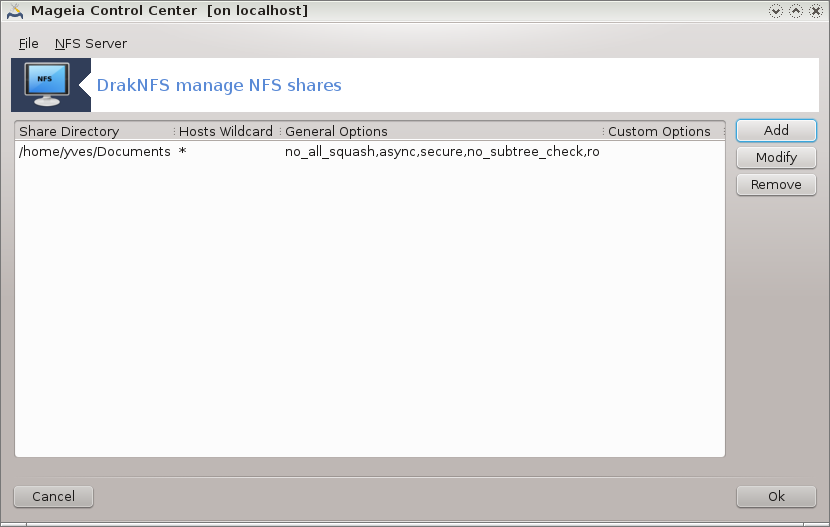 Mageia Control Center [on localhost]
File NFS Server
NFS
DrakNFS manage NFS shares
Share Directory Hosts Wildcard General Options Custom Options
/home/yves/Documents * no_all_squash,async,secure,no_subtree_check,ro
Add
Modify
Remove
Cancel Ok